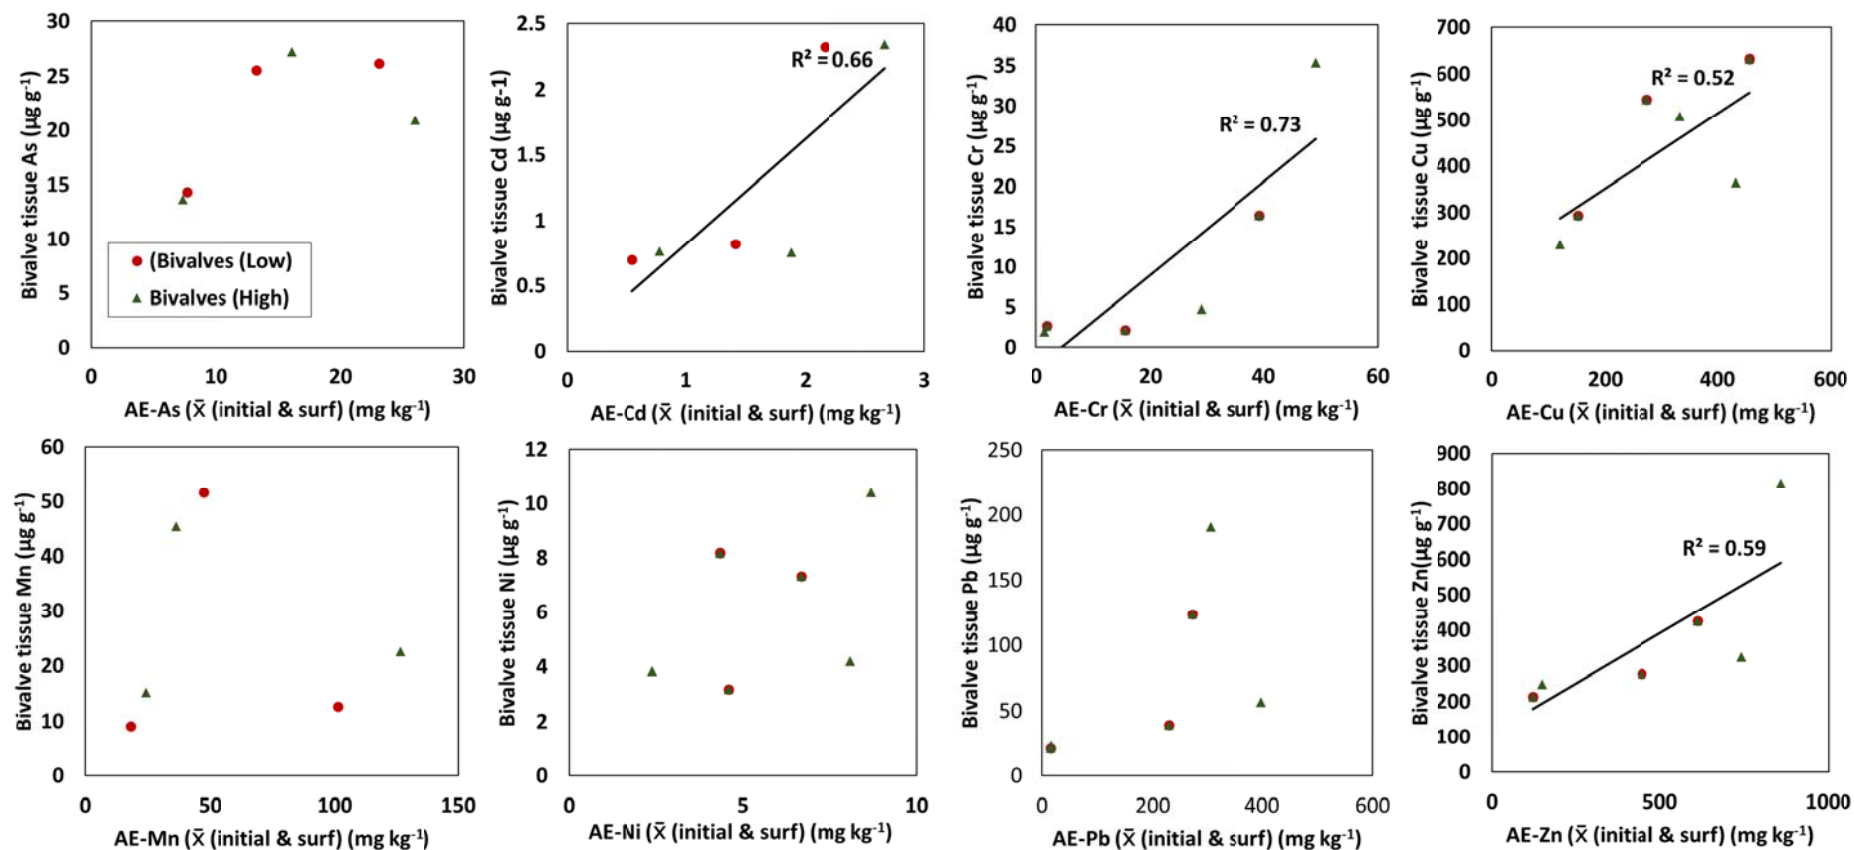 Bivalve tissue As (µg g⁻¹)
30
25
20
15
10
5
0
(Bivalves (Low)
Bivalves (High)
0 10 20 30
AE-As (x̄ (initial & surf) (mg kg⁻¹)
Bivalve tissue Cd (µg g-1)
2.5
2
1.5
1
0.5
0
R² = 0.66
0 1 2 3
AE-Cd (x̄ (initial & surf) (mg kg⁻¹)
Bivalve tissue Cr (µg g⁻¹)
40
35
30
25
20
15
10
5
0
R² = 0.73
0 20 40 60
AE-Cr (x̄ (initial & surf) (mg kg⁻¹)
Bivalve tissue Cu (µg g⁻¹)
700
600
500
400
300
200
100
0
R² = 0.52
0 200 400 600
AE-Cu (x̄ (initial & surf) (mg kg⁻¹)
Bivalve tissue Mn (µg g⁻¹)
60
50
40
30
20
10
0
0 50 100 150
AE-Mn (x̄ (initial & surf) (mg kg⁻¹)
Bivalve tissue Ni (µg g⁻¹)
12
10
8
6
4
2
0
0 5 10
AE-Ni (x̄ (initial & surf) (mg kg⁻¹)
Bivalve tissue Pb (µg g⁻¹)
250
200
150
100
50
0
0 200 400 600
AE-Pb (x̄ (initial & surf) (mg kg⁻¹)
Bivalve tissue Zn(µg g⁻¹)
900
800
700
600
500
400
300
200
100
0
R² = 0.59
0 500 1000
AE-Zn (x̄ (initial & surf) (mg kg⁻¹)